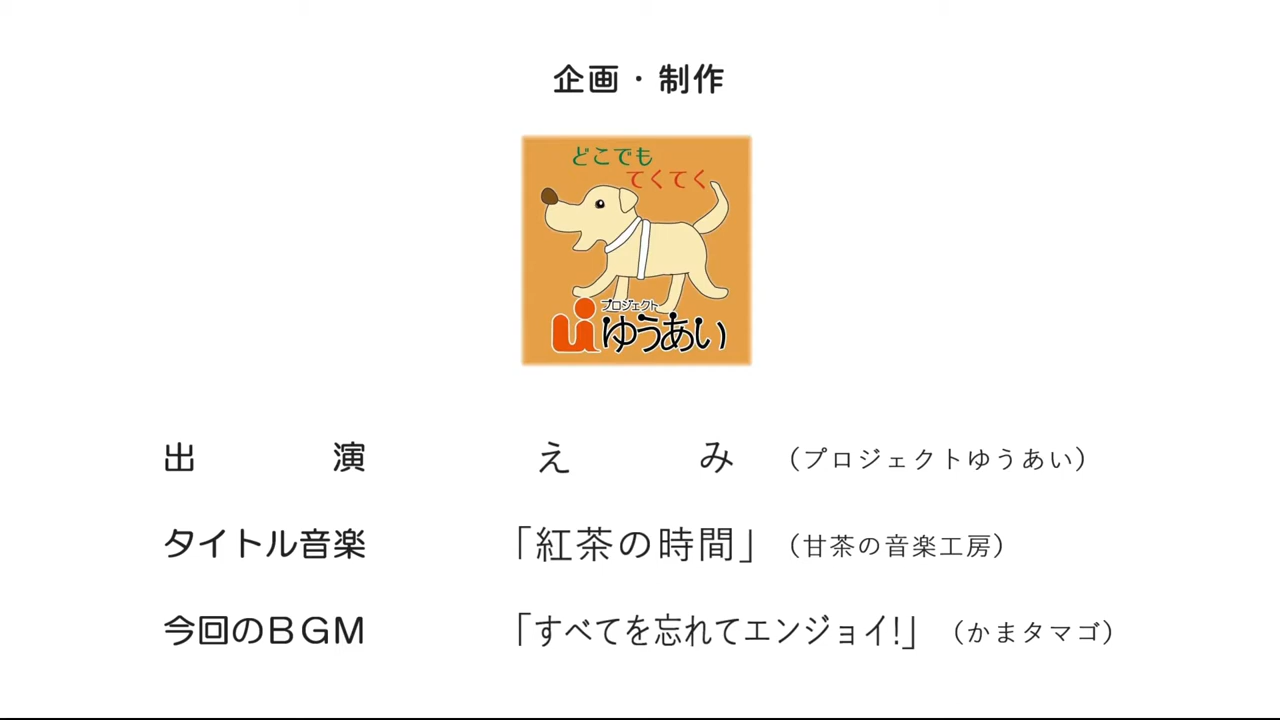 企画・制作
どこでも
てくてく
プロジェクト
ゆうあい
出演 えみ （プロジェクトゆうあい）
タイトル音楽 「紅茶の時間」 （甘茶の音楽工房）
今回のＢＧＭ 「すべてを忘れてエンジョイ!」 （かまタマゴ）